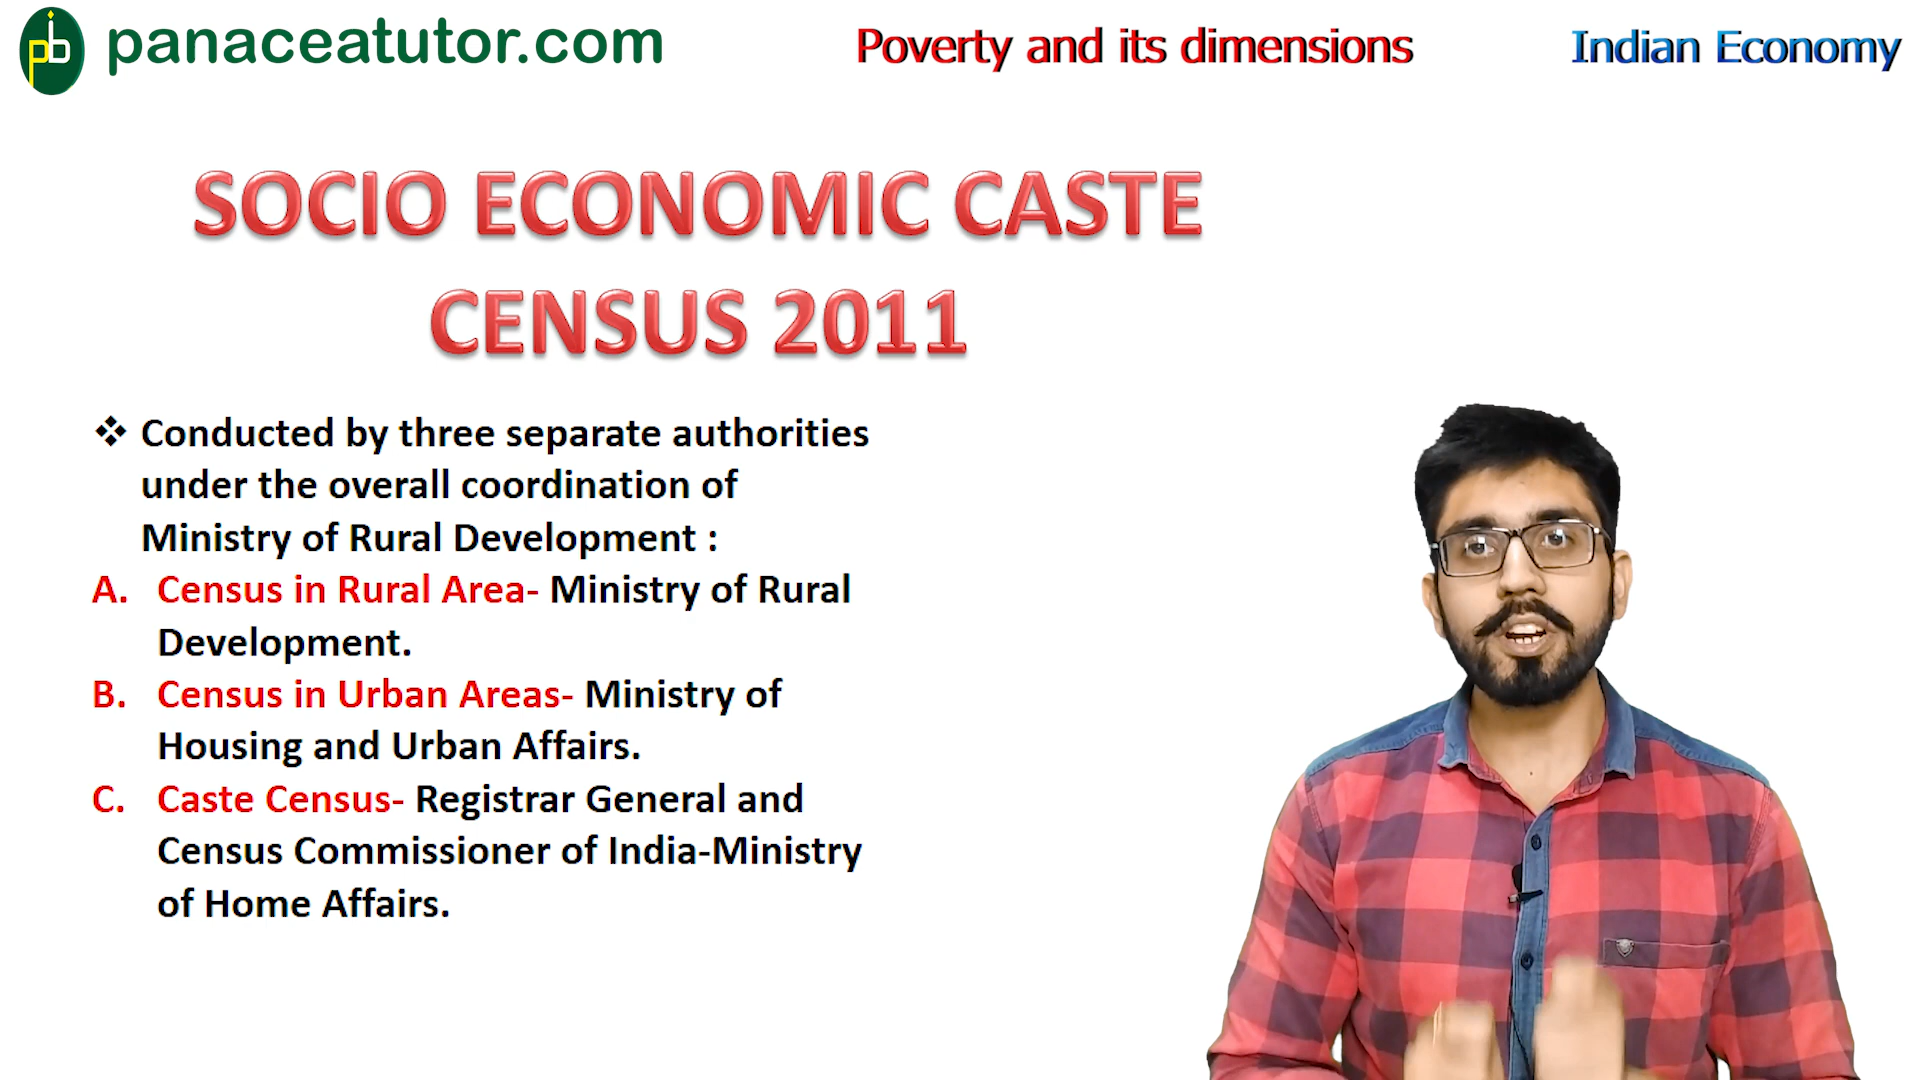 pb panaceatutor.com
Poverty and its dimensions
Indian Economy
SOCIO ECONOMIC CASTE
CENSUS 2011
❖ Conducted by three separate authorities
under the overall coordination of
Ministry of Rural Development :
A. Census in Rural Area- Ministry of Rural
Development.
B. Census in Urban Areas- Ministry of
Housing and Urban Affairs.
C. Caste Census- Registrar General and
Census Commissioner of India-Ministry
of Home Affairs.